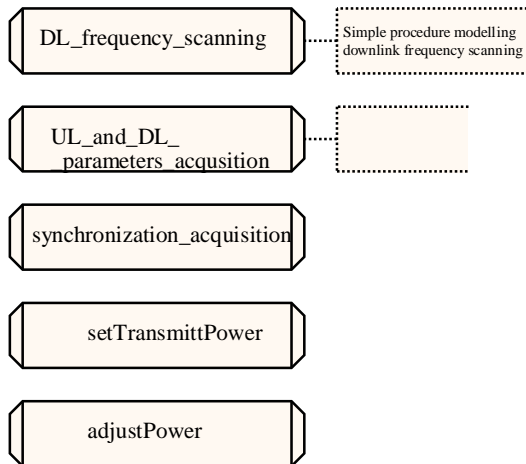 DL_frequency_scanning
Simple procedure modelling
downlink frequency scanning
UL_and_DL_
_parameters_acqusition
synchronization_acquisition
setTransmittPower
adjustPower